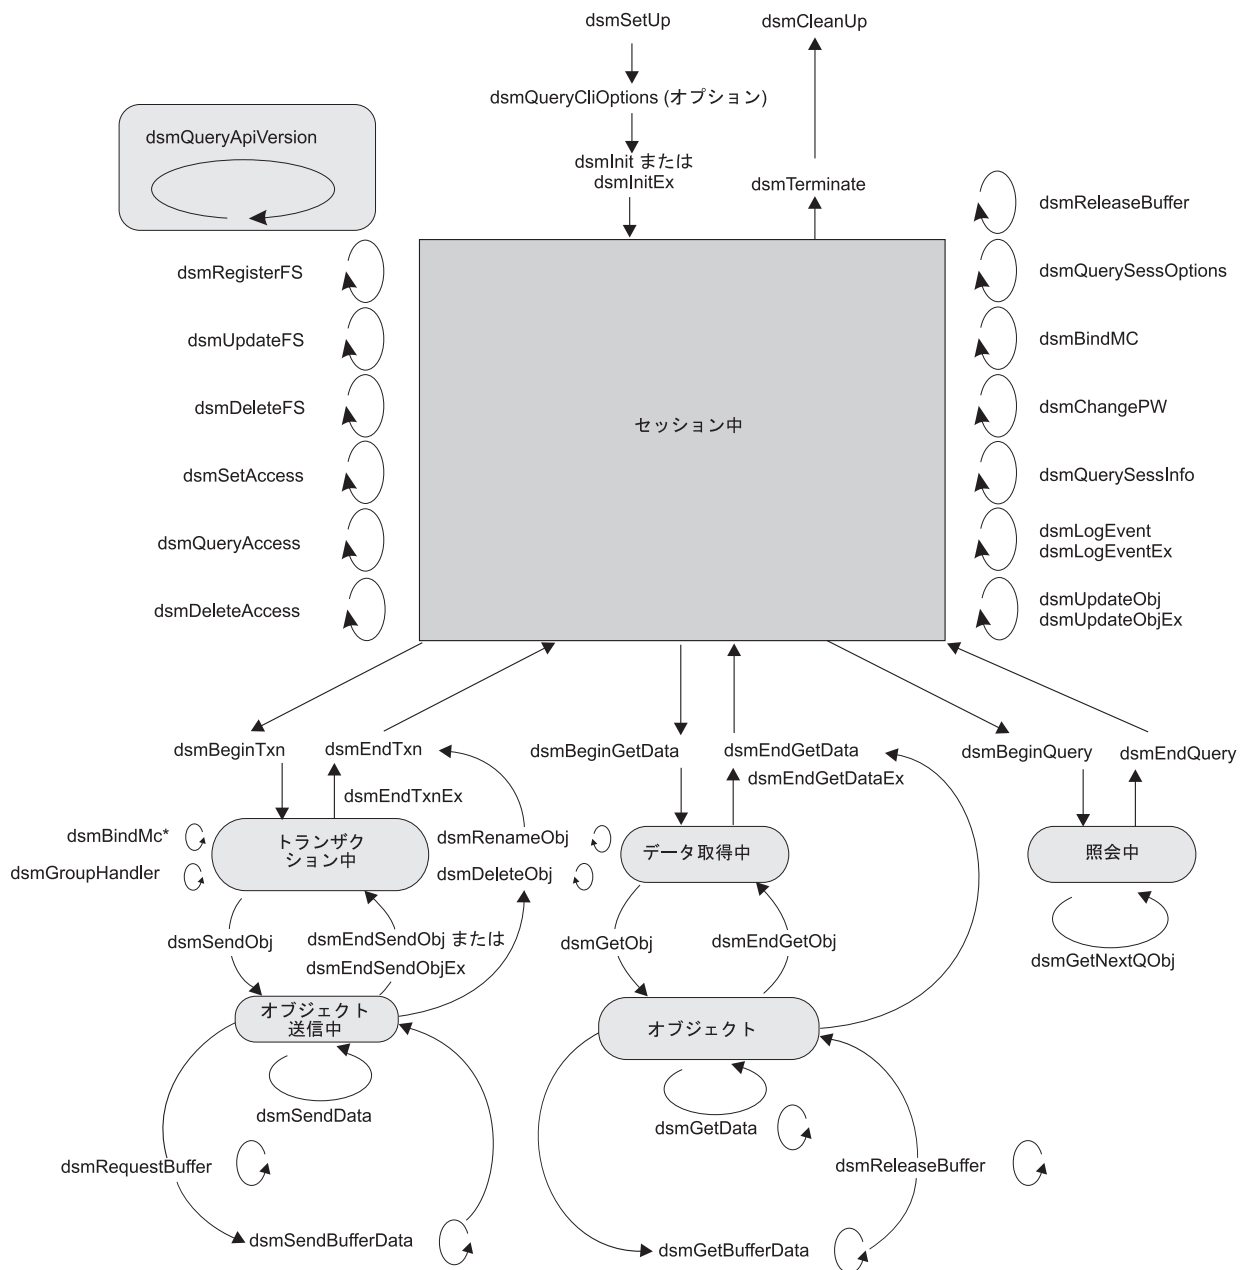 dsmSetUp
dsmCleanUp
dsmQueryCliOptions (オプション)
dsmInit または
dsmInitEx
dsmTerminate
dsmQueryApiVersion
dsmRegisterFS
dsmUpdateFS
dsmDeleteFS
dsmSetAccess
dsmQueryAccess
dsmDeleteAccess
セッション中
dsmReleaseBuffer
dsmQuerySessOptions
dsmBindMC
dsmChangePW
dsmQuerySessInfo
dsmLogEvent
dsmLogEventEx
dsmUpdateObj
dsmUpdateObjEx
dsmBeginTxn
dsmEndTxn
dsmEndTxnEx
dsmBeginGetData
dsmEndGetData
dsmEndGetDataEx
dsmBeginQuery
dsmEndQuery
dsmBindMc*
dsmGroupHandler
トランザク
ション中
dsmRenameObj
dsmDeleteObj
データ取得中
照会中
dsmSendObj
dsmEndSendObj または
dsmEndSendObjEx
dsmGetObj
dsmEndGetObj
dsmGetNextQObj
オブジェクト
送信中
オブジェクト
dsmSendData
dsmGetData
dsmRequestBuffer
dsmReleaseBuffer
dsmSendBufferData
dsmGetBufferData